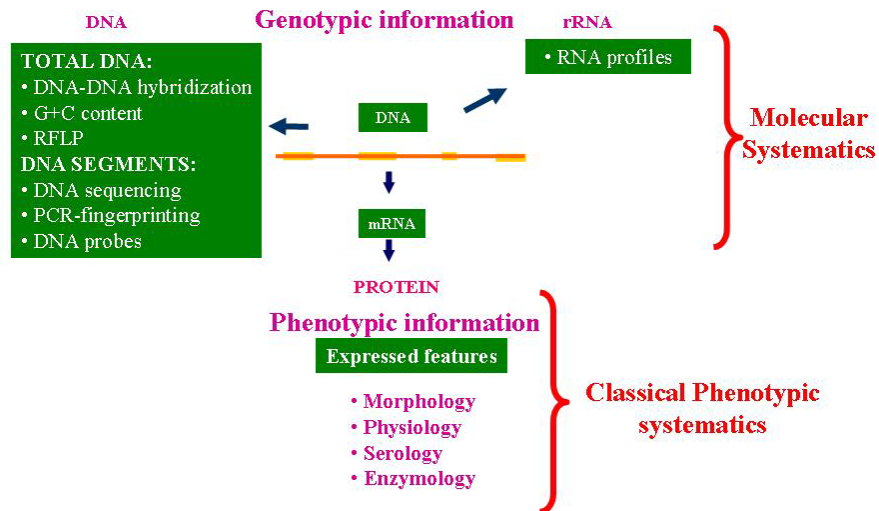 DNA
Genotypic information
rRNA
TOTAL DNA:
• DNA-DNA hybridization
• G+C content
• RFLP
DNA SEGMENTS:
• DNA sequencing
• PCR-fingerprinting
• DNA probes
• RNA profiles
DNA
mRNA
PROTEIN
Molecular
Systematics
Phenotypic information
Expressed features
• Morphology
• Physiology
• Serology
• Enzymology
Classical Phenotypic
systematics